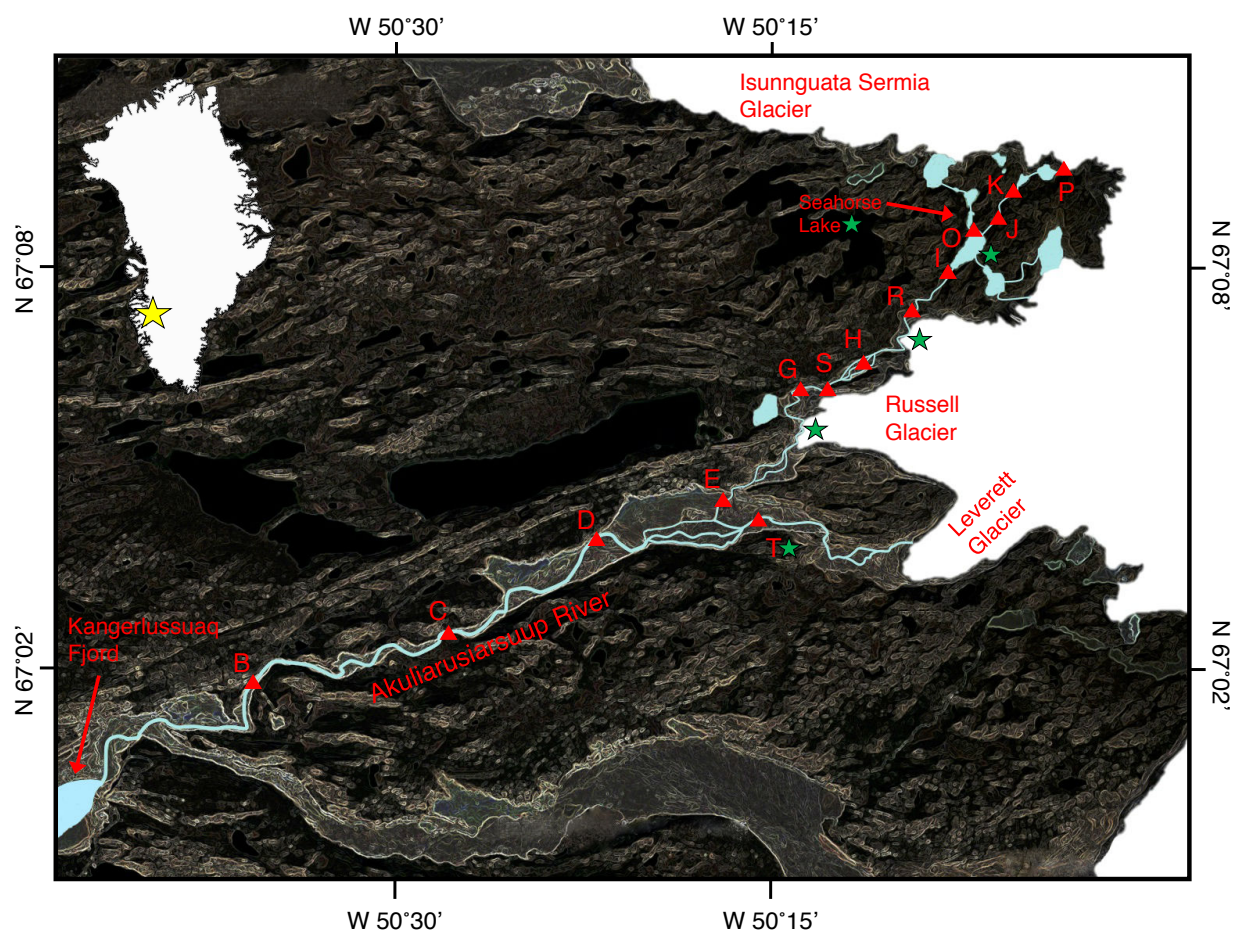 W 50˚30’
W 50˚15’
Isunnguata Sermia
Glacier
K
P
Seahorse
Lake
O
J
N 67˚08’
N 67˚08’
I
R
H
G
S
Russell
Glacier
E
Leverett
Glacier
D
T
C
Akuliarusiarsuup River
Kangerlussuaq
Fjord
B
N 67˚02’
N 67˚02’
W 50˚30’
W 50˚15’